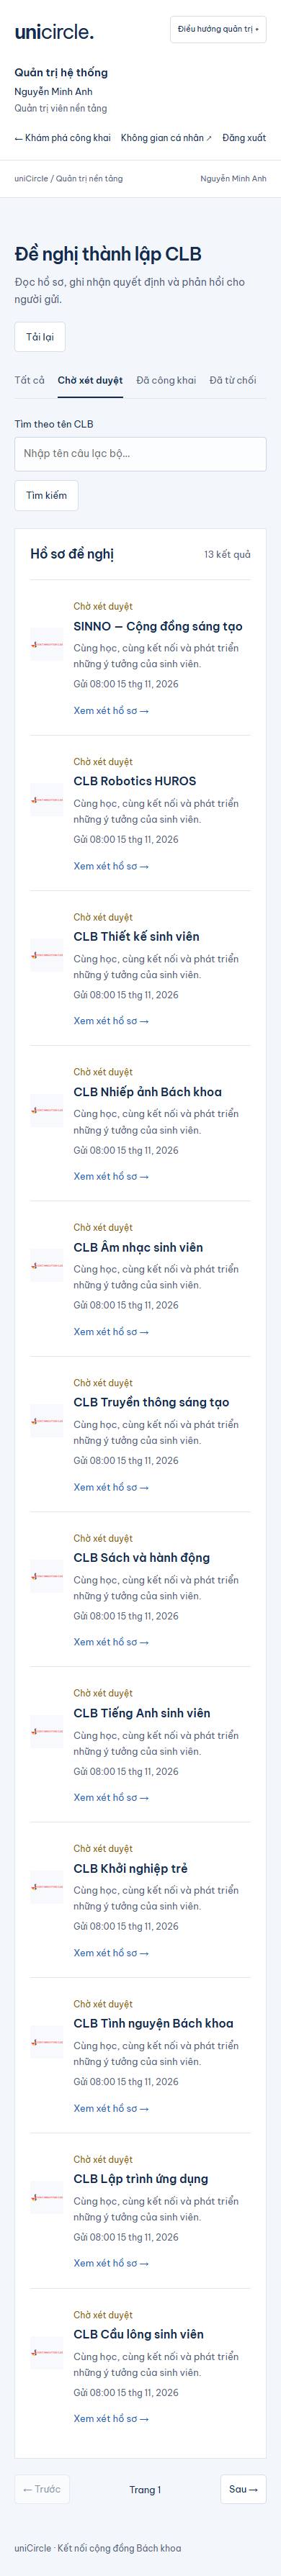 unicircle.
Điều hướng quản trị +
Quản trị hệ thống
Nguyễn Minh Anh
Quản trị viên nền tảng
← Khám phá công khai Không gian cá nhân ↗ Đăng xuất
uniCircle / Quản trị nền tảng
Nguyễn Minh Anh
Đề nghị thành lập CLB
Đọc hồ sơ, ghi nhận quyết định và phản hồi cho
người gửi.
Tải lại
Tất cả Chờ xét duyệt Đã công khai Đã từ chối
Tìm theo tên CLB
Nhập tên câu lạc bộ...
Tìm kiếm
Hồ sơ đề nghị
13 kết quả
Chờ xét duyệt
SINNO — Cộng đồng sáng tạo
Cùng học, cùng kết nối và phát triển
những ý tưởng của sinh viên.
Gửi 08:00 15 thg 11, 2026
Xem xét hồ sơ →
Chờ xét duyệt
CLB Robotics HUROS
Cùng học, cùng kết nối và phát triển
những ý tưởng của sinh viên.
Gửi 08:00 15 thg 11, 2026
Xem xét hồ sơ →
Chờ xét duyệt
CLB Thiết kế sinh viên
Cùng học, cùng kết nối và phát triển
những ý tưởng của sinh viên.
Gửi 08:00 15 thg 11, 2026
Xem xét hồ sơ →
Chờ xét duyệt
CLB Nhiếp ảnh Bách khoa
Cùng học, cùng kết nối và phát triển
những ý tưởng của sinh viên.
Gửi 08:00 15 thg 11, 2026
Xem xét hồ sơ →
Chờ xét duyệt
CLB Âm nhạc sinh viên
Cùng học, cùng kết nối và phát triển
những ý tưởng của sinh viên.
Gửi 08:00 15 thg 11, 2026
Xem xét hồ sơ →
Chờ xét duyệt
CLB Truyền thông sáng tạo
Cùng học, cùng kết nối và phát triển
những ý tưởng của sinh viên.
Gửi 08:00 15 thg 11, 2026
Xem xét hồ sơ →
Chờ xét duyệt
CLB Sách và hành động
Cùng học, cùng kết nối và phát triển
những ý tưởng của sinh viên.
Gửi 08:00 15 thg 11, 2026
Xem xét hồ sơ →
Chờ xét duyệt
CLB Tiếng Anh sinh viên
Cùng học, cùng kết nối và phát triển
những ý tưởng của sinh viên.
Gửi 08:00 15 thg 11, 2026
Xem xét hồ sơ →
Chờ xét duyệt
CLB Khởi nghiệp trẻ
Cùng học, cùng kết nối và phát triển
những ý tưởng của sinh viên.
Gửi 08:00 15 thg 11, 2026
Xem xét hồ sơ →
Chờ xét duyệt
CLB Tình nguyện Bách khoa
Cùng học, cùng kết nối và phát triển
những ý tưởng của sinh viên.
Gửi 08:00 15 thg 11, 2026
Xem xét hồ sơ →
Chờ xét duyệt
CLB Lập trình ứng dụng
Cùng học, cùng kết nối và phát triển
những ý tưởng của sinh viên.
Gửi 08:00 15 thg 11, 2026
Xem xét hồ sơ →
Chờ xét duyệt
CLB Cầu lông sinh viên
Cùng học, cùng kết nối và phát triển
những ý tưởng của sinh viên.
Gửi 08:00 15 thg 11, 2026
Xem xét hồ sơ →
← Trước
Trang 1
Sau →
uniCircle · Kết nối cộng đồng Bách khoa